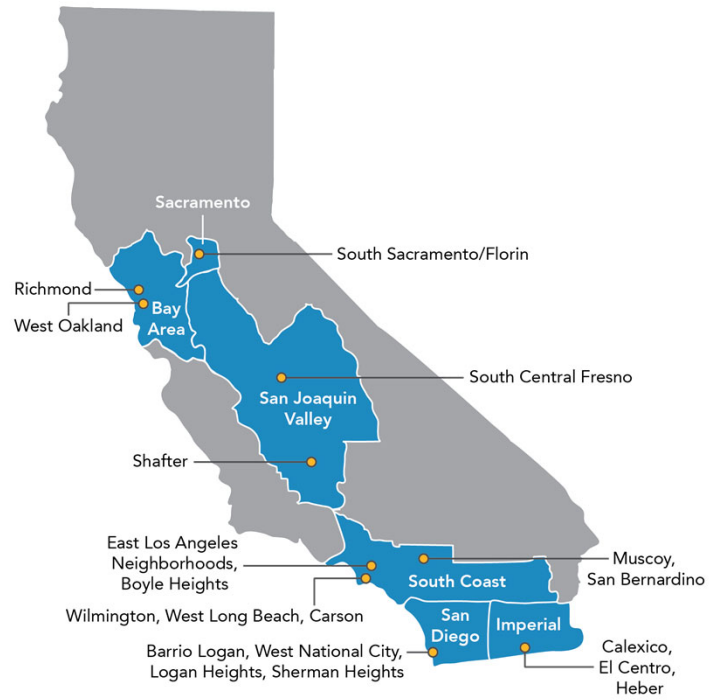 Sacramento
South Sacramento/Florin
Richmond
West Oakland
Bay
Area
South Central Fresno
San Joaquin
Valley
Shafter
East Los Angeles
Neighborhoods,
Boyle Heights
Muscoy,
San Bernardino
South Coast
Wilmington, West Long Beach, Carson
San
Diego
Imperial
Barrio Logan, West National City,
Logan Heights, Sherman Heights
Calexico,
El Centro,
Heber